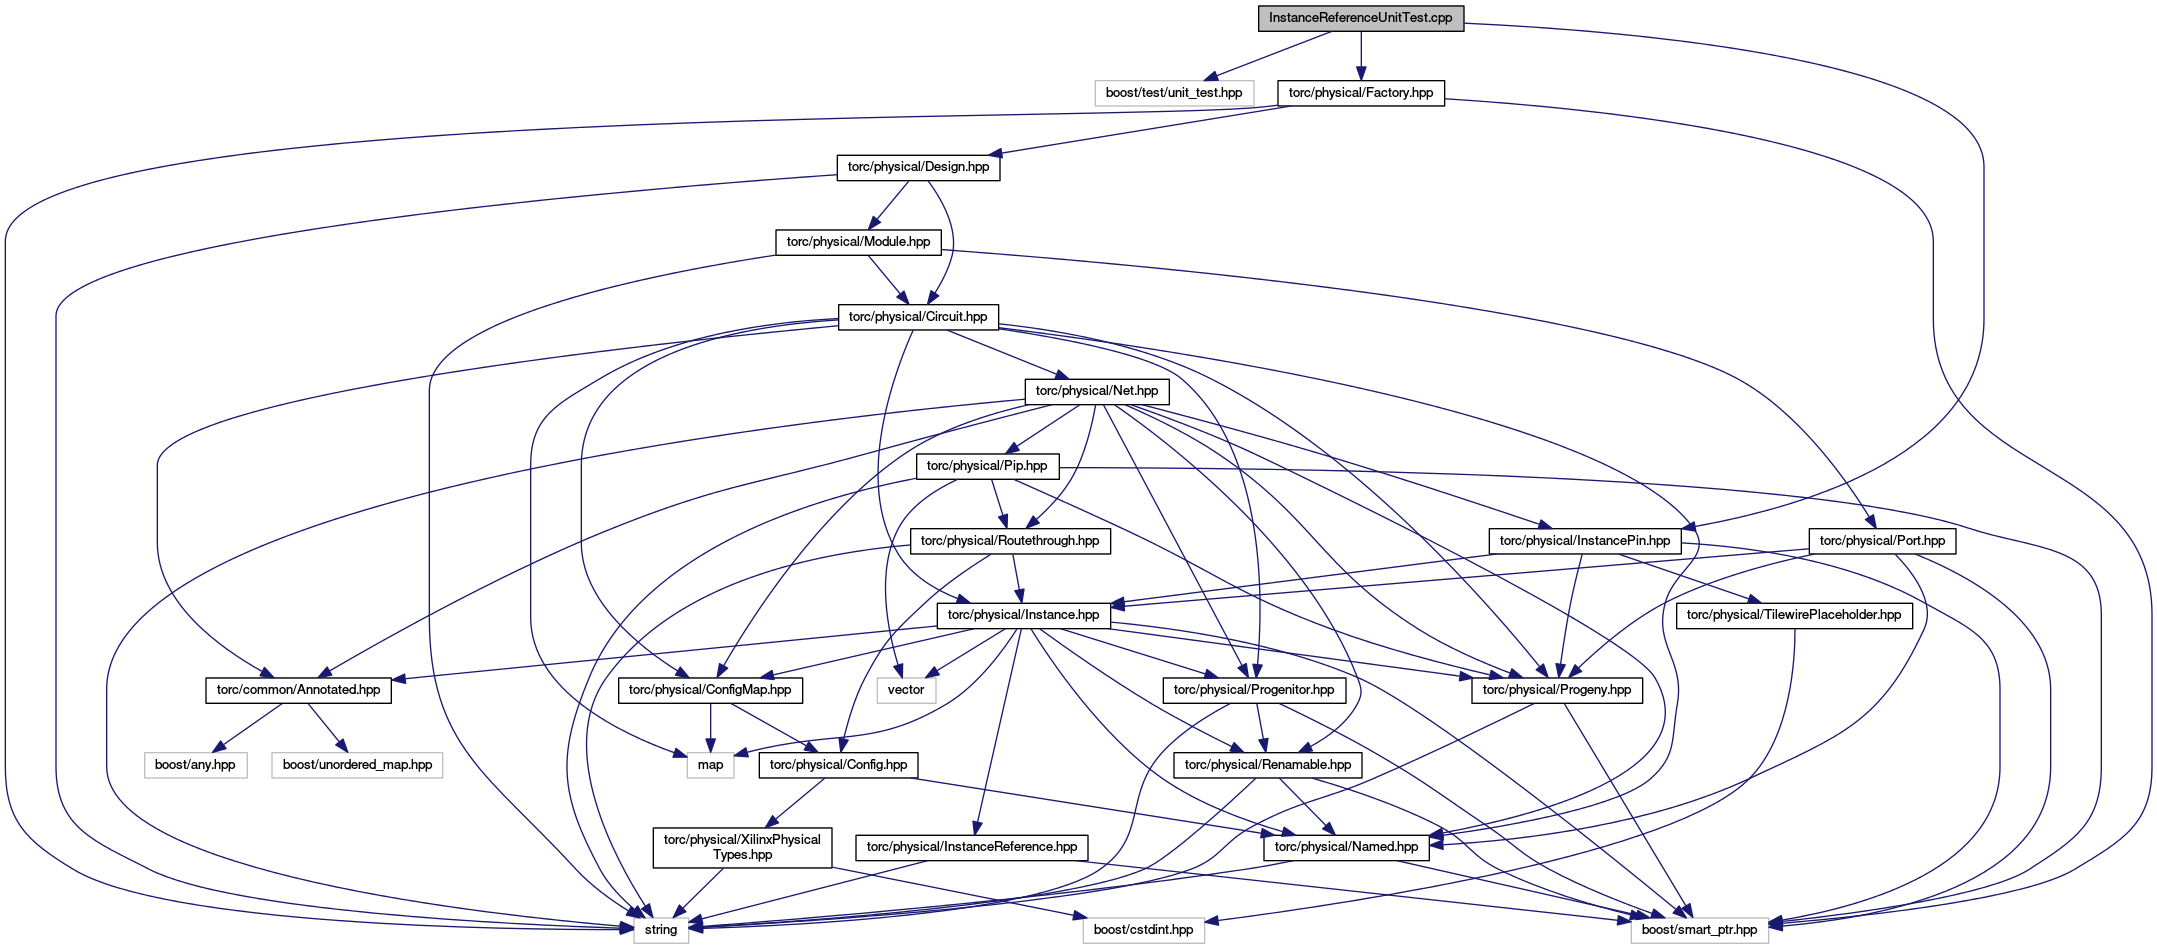 InstanceReferenceUnitTest.cpp
boost/test/unit_test.hpp
torc/physical/Factory.hpp
torc/physical/Design.hpp
torc/physical/Module.hpp
torc/physical/Circuit.hpp
torc/physical/Net.hpp
torc/physical/Pip.hpp
torc/physical/Routethrough.hpp
torc/physical/InstancePin.hpp
torc/physical/Port.hpp
torc/physical/Instance.hpp
torc/physical/TilewirePlaceholder.hpp
torc/common/Annotated.hpp
torc/physical/ConfigMap.hpp
vector
torc/physical/Progenitor.hpp
torc/physical/Progeny.hpp
boost/any.hpp
boost/unordered_map.hpp
map
torc/physical/Config.hpp
torc/physical/Renamable.hpp
torc/physical/XilinxPhysical
Types.hpp
torc/physical/InstanceReference.hpp
torc/physical/Named.hpp
string
boost/cstdint.hpp
boost/smart_ptr.hpp